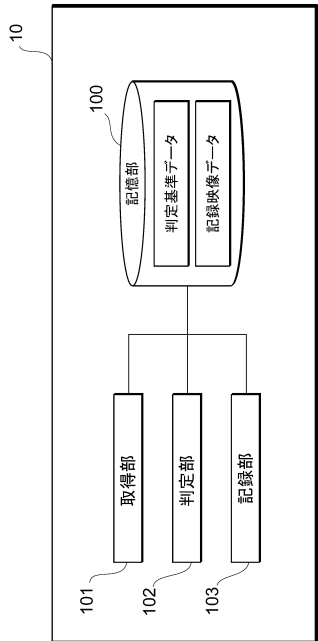 10
100
記憶部
判定基準データ
記録映像データ
取得部
101
判定部
102
記録部
103